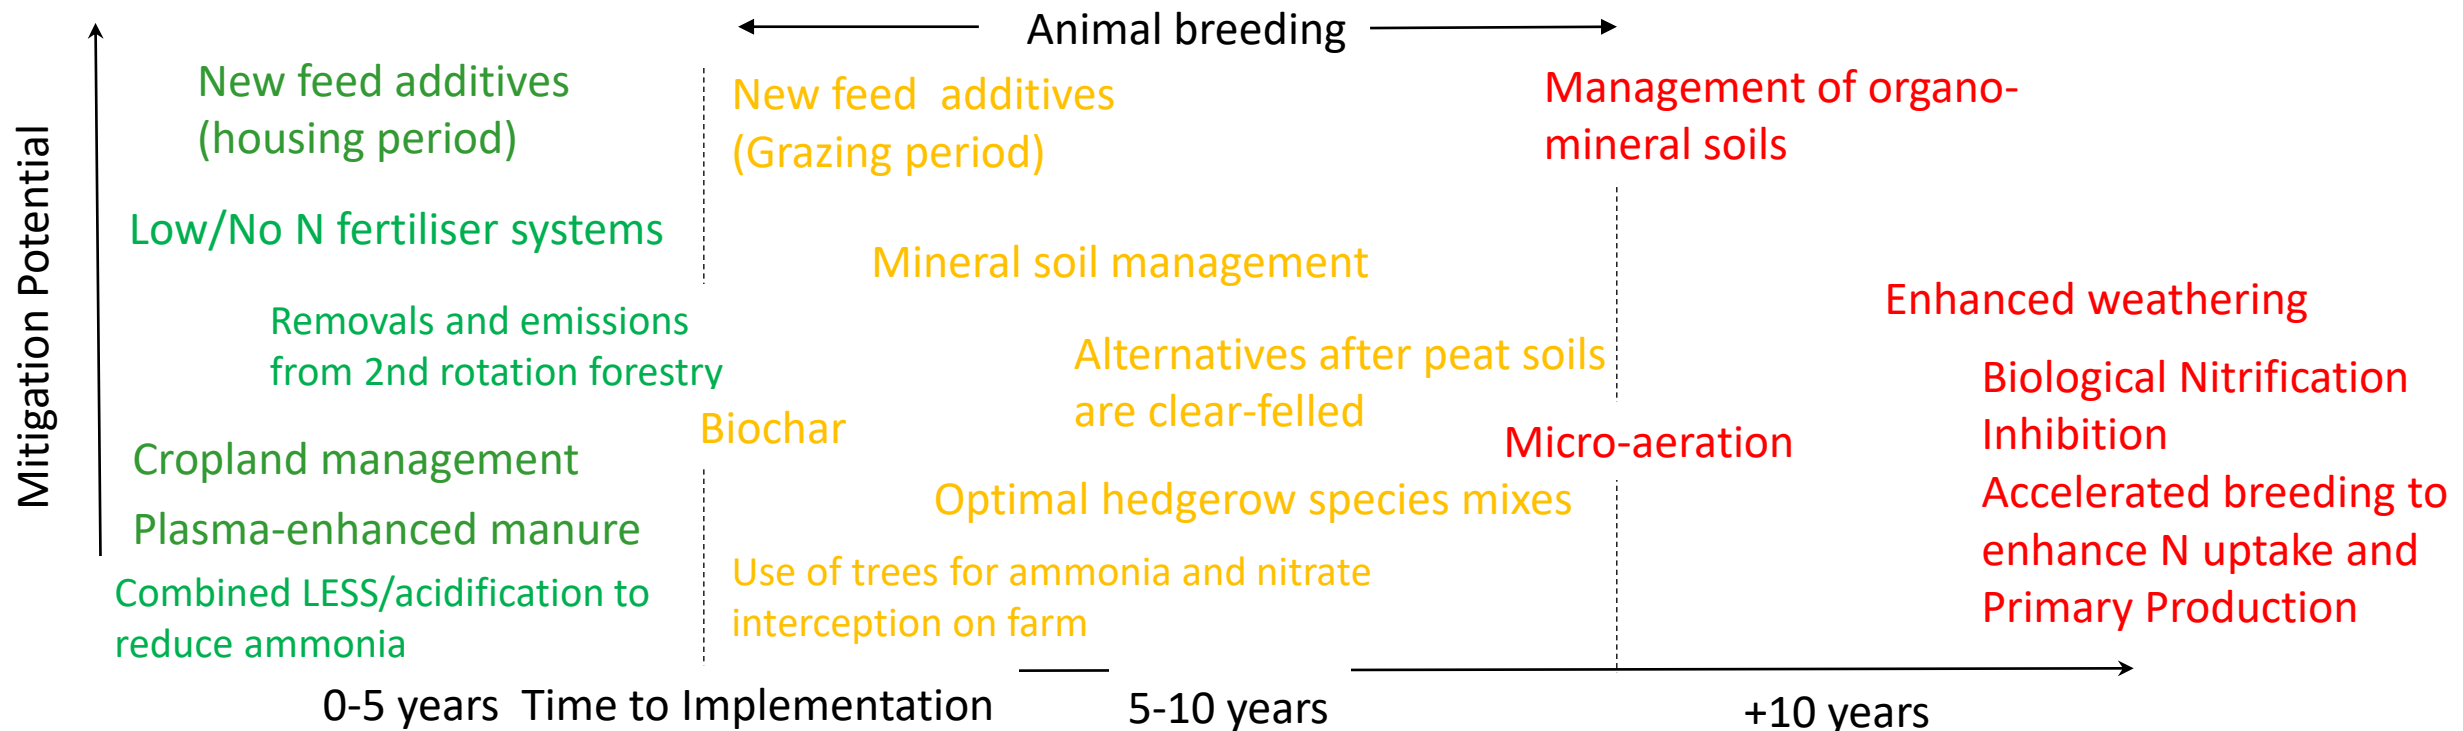 Animal breeding
Mitigation Potential
New feed additives
(housing period)
Low/No N fertiliser systems
Removals and emissions
from 2nd rotation forestry
Cropland management
Plasma-enhanced manure
Combined LESS/acidification to
reduce ammonia
New feed  additives
(Grazing period)
Mineral soil management
Alternatives after peat soils
are clear-felled
Biochar
Optimal hedgerow species mixes
Use of trees for ammonia and nitrate
interception on farm
Management of organo-
mineral soils
Enhanced weathering
Micro-aeration
Biological Nitrification
Inhibition
Accelerated breeding to
enhance N uptake and
Primary Production
0-5 years  Time to Implementation
5-10 years
+10 years